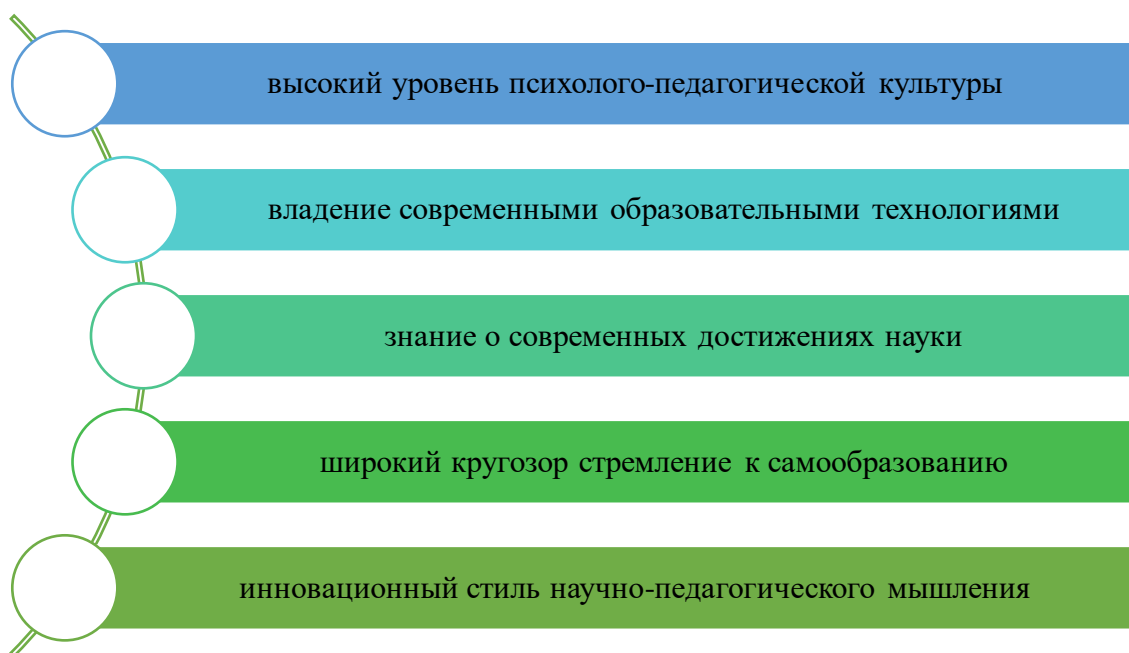 высокий уровень психолого-педагогической культуры
владение современными образовательными технологиями
знание о современных достижениях науки
широкий кругозор стремление к самообразованию
инновационный стиль научно-педагогического мышления